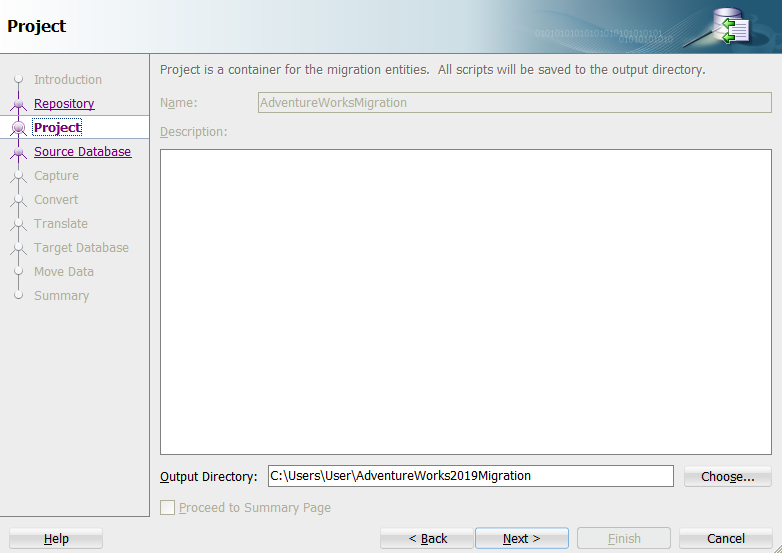 Project
01010101010101010101010101
01010101010
Introduction
Repository
Project
Source Database
Capture
Convert
Translate
Target Database
Move Data
Summary
Project is a container for the migration entities.  All scripts will be saved to the output directory.
Name: AdventureWorksMigration
Description:
Output Directory: C:\Users\User\AdventureWorks2019Migration Choose...
Proceed to Summary Page
Help < Back Next > Finish Cancel